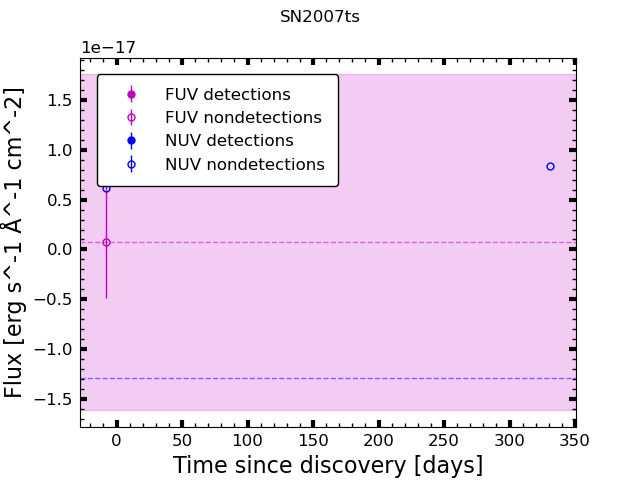 SN2007ts
1e−17
FUV detections
FUV nondetections
NUV detections
NUV nondetections
1.5
1.0
0.5
0.0
−0.5
−1.0
−1.5
Flux [erg s^-1 Å^-1 cm^-2]
0 50 100 150 200 250 300 350
Time since discovery [days]